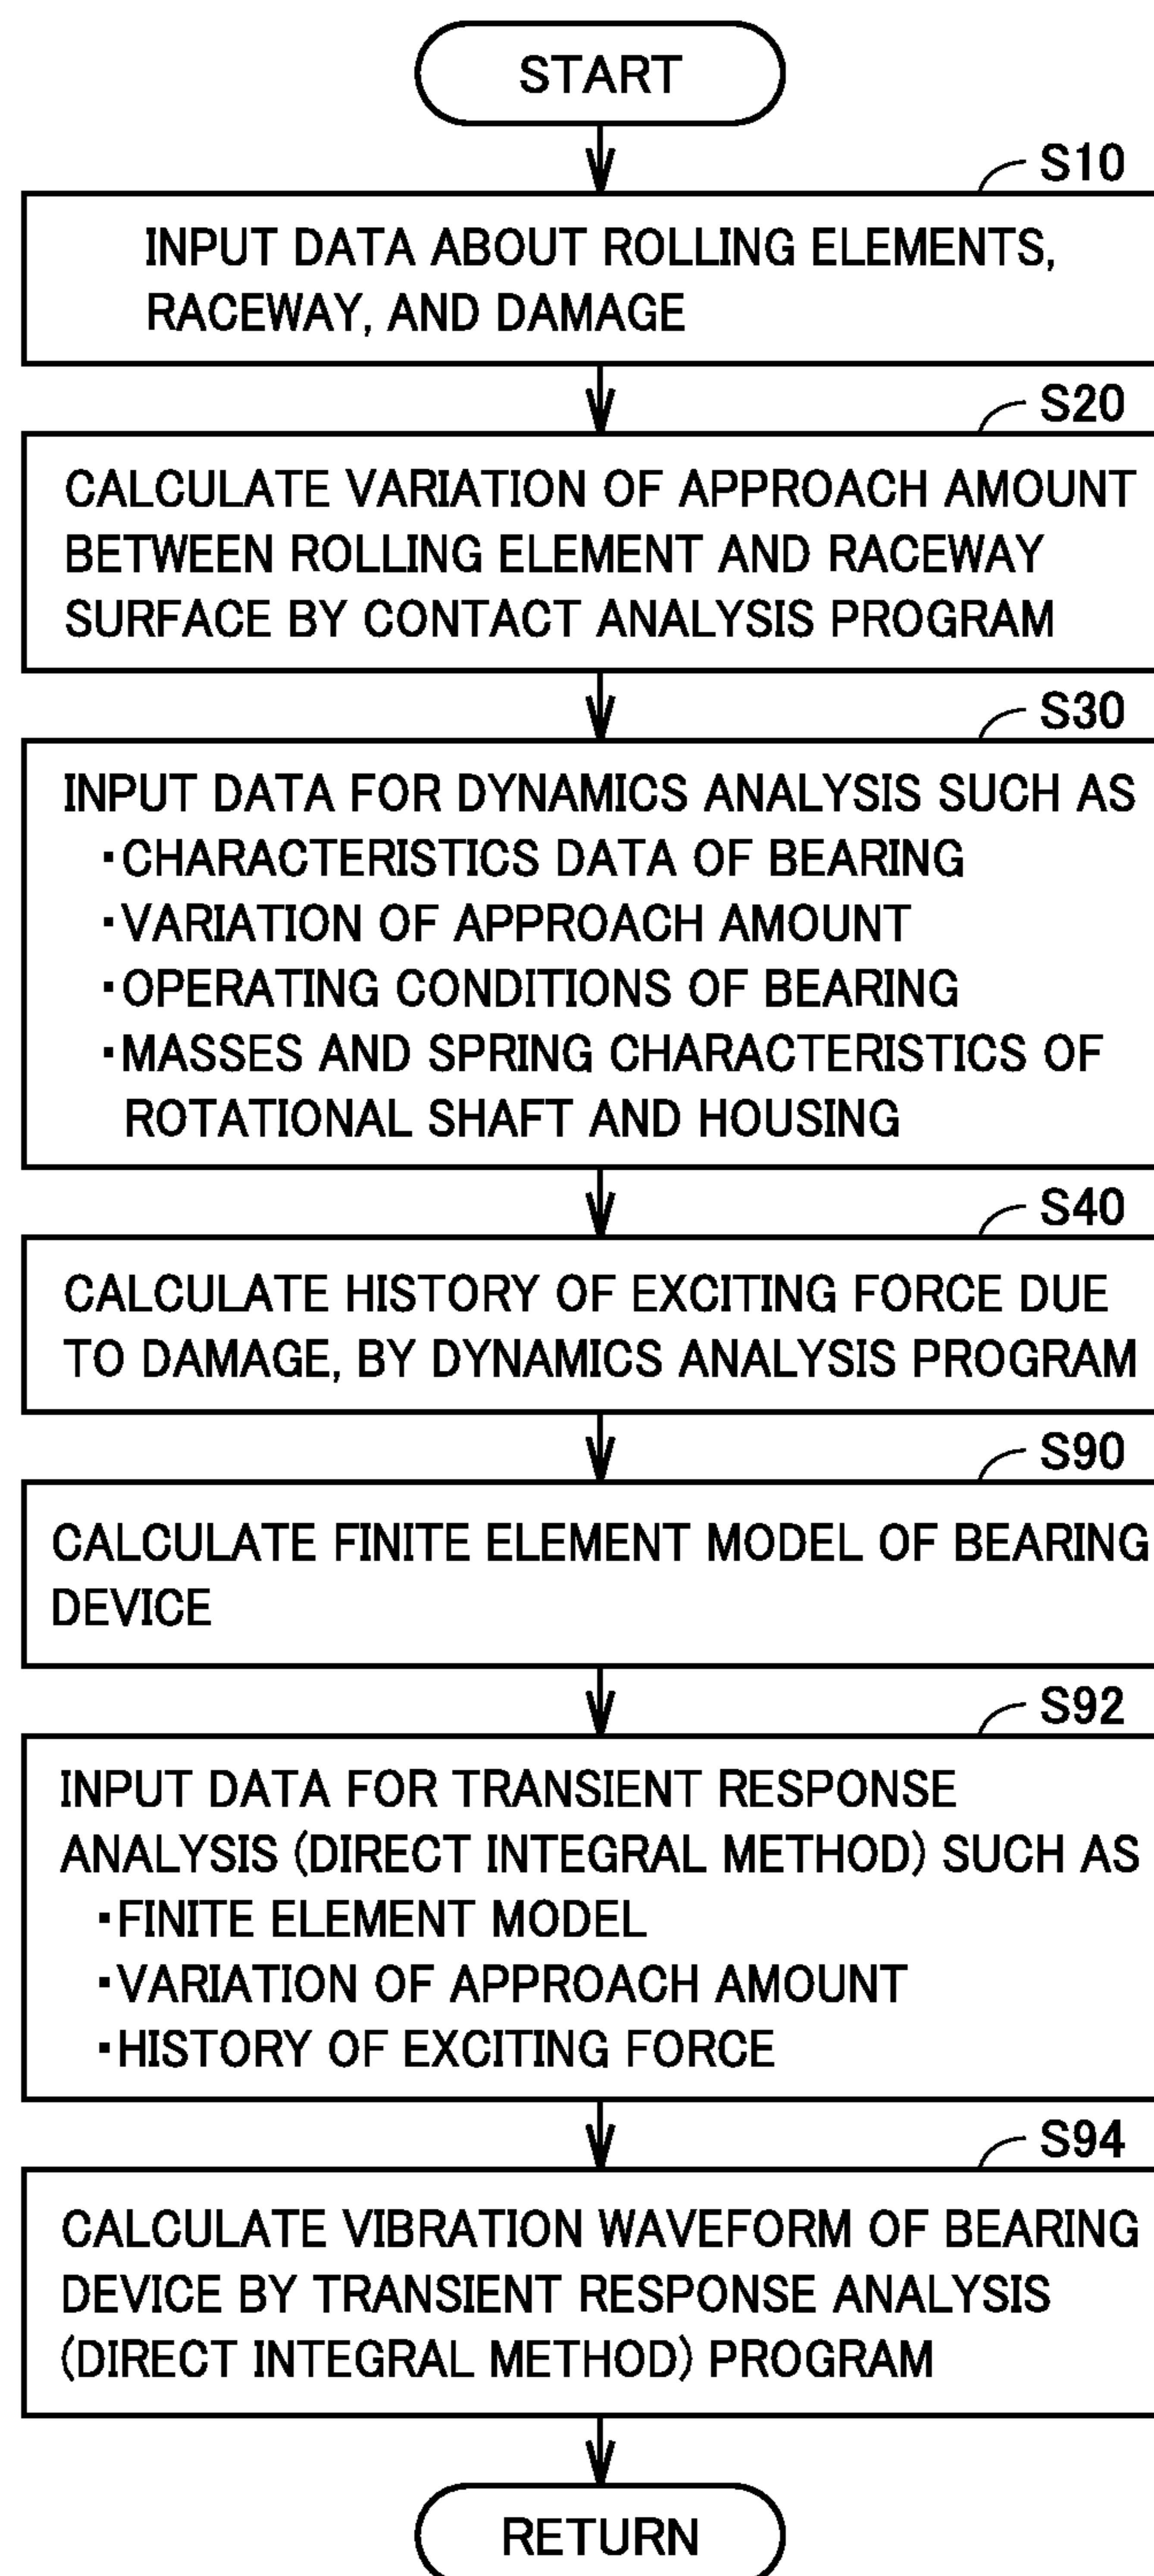 START
S10
INPUT DATA ABOUT ROLLING ELEMENTS,
RACEWAY, AND DAMAGE
S20
CALCULATE VARIATION OF APPROACH AMOUNT
BETWEEN ROLLING ELEMENT AND RACEWAY
SURFACE BY CONTACT ANALYSIS PROGRAM
S30
INPUT DATA FOR DYNAMICS ANALYSIS SUCH AS
・CHARACTERISTICS DATA OF BEARING
・VARIATION OF APPROACH AMOUNT
・OPERATING CONDITIONS OF BEARING
・MASSES AND SPRING CHARACTERISTICS OF
ROTATIONAL SHAFT AND HOUSING
S40
CALCULATE HISTORY OF EXCITING FORCE DUE
TO DAMAGE, BY DYNAMICS ANALYSIS PROGRAM
S90
CALCULATE FINITE ELEMENT MODEL OF BEARING
DEVICE
S92
INPUT DATA FOR TRANSIENT RESPONSE
ANALYSIS (DIRECT INTEGRAL METHOD) SUCH AS
・FINITE ELEMENT MODEL
・VARIATION OF APPROACH AMOUNT
・HISTORY OF EXCITING FORCE
S94
CALCULATE VIBRATION WAVEFORM OF BEARING
DEVICE BY TRANSIENT RESPONSE ANALYSIS
(DIRECT INTEGRAL METHOD) PROGRAM
RETURN